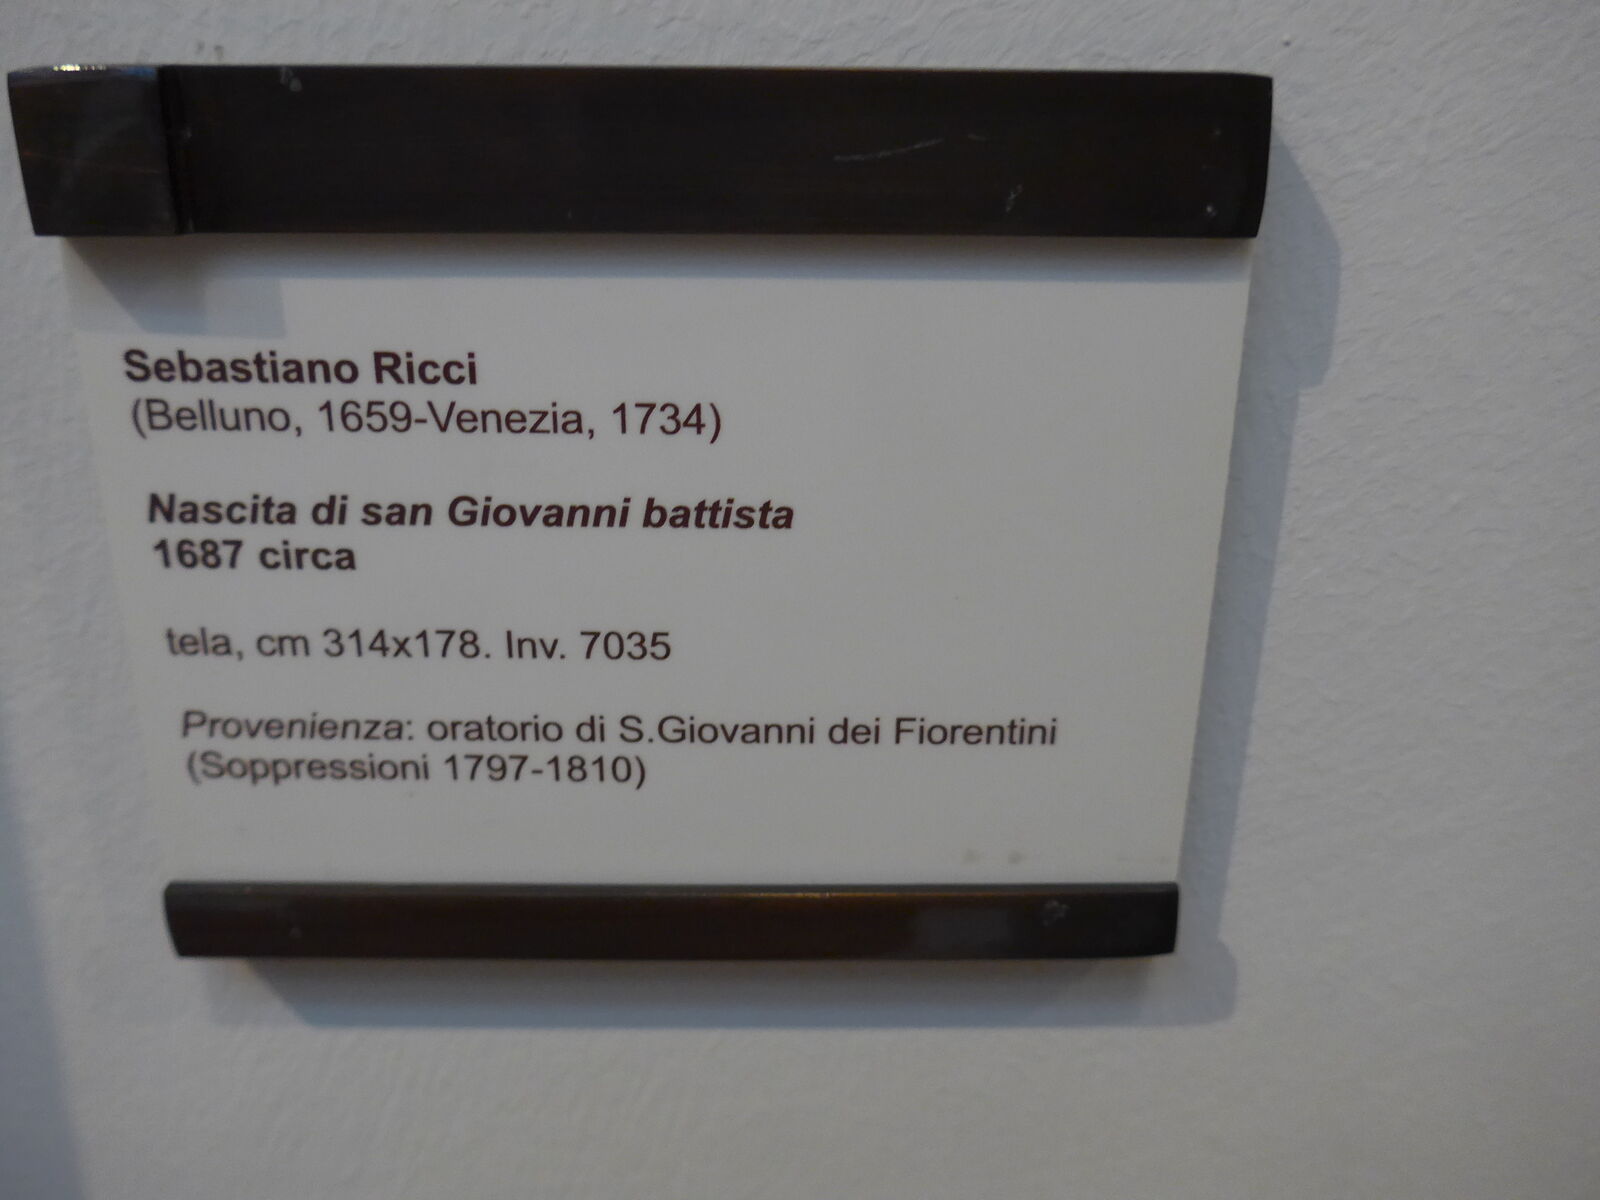 Sebastiano Ricci
(Belluno, 1659-Venezia, 1734)
Nascita di san Giovanni battista
1687 circa
tela, cm 314x178. Inv. 7035
Provenienza: oratorio di S.Giovanni dei Fiorentini
(Soppressioni 1797-1810)